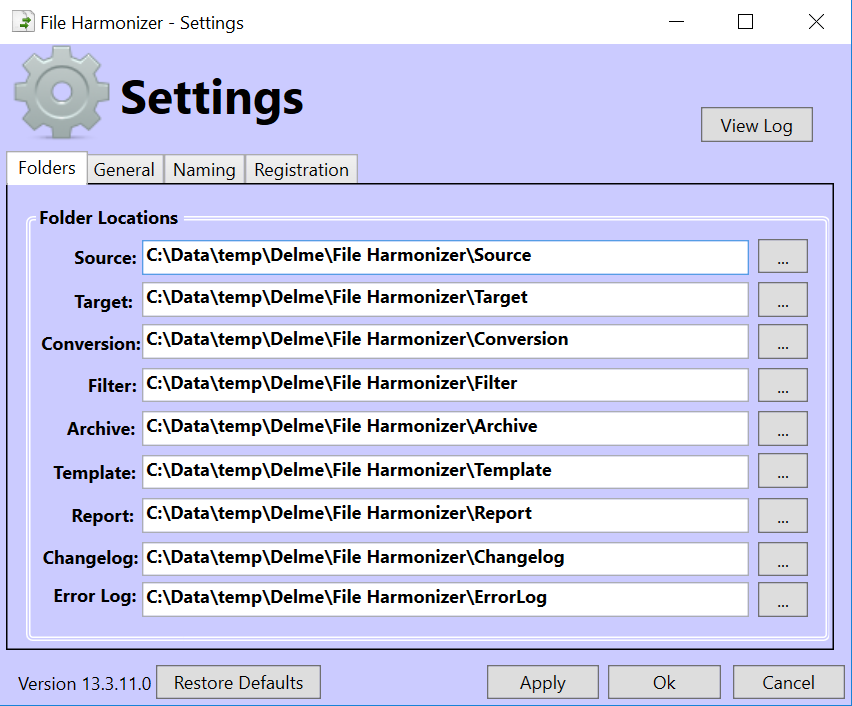 File Harmonizer - Settings
Settings
View Log
Folders General Naming Registration
Folder Locations
Source: C:\Data\temp\Delme\File Harmonizer\Source ...
Target: C:\Data\temp\Delme\File Harmonizer\Target ...
Conversion: C:\Data\temp\Delme\File Harmonizer\Conversion ...
Filter: C:\Data\temp\Delme\File Harmonizer\Filter ...
Archive: C:\Data\temp\Delme\File Harmonizer\Archive ...
Template: C:\Data\temp\Delme\File Harmonizer\Template ...
Report: C:\Data\temp\Delme\File Harmonizer\Report ...
Changelog: C:\Data\temp\Delme\File Harmonizer\Changelog ...
Error Log: C:\Data\temp\Delme\File Harmonizer\ErrorLog ...
Version 13.3.11.0 Restore Defaults Apply Ok Cancel